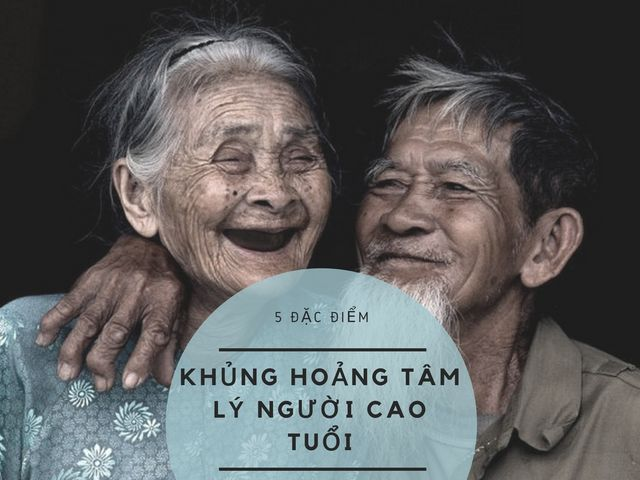 5 ĐẶC ĐIỂM
KHỦNG HOẢNG TÂM
LÝ NGƯỜI CAO
TUỔI